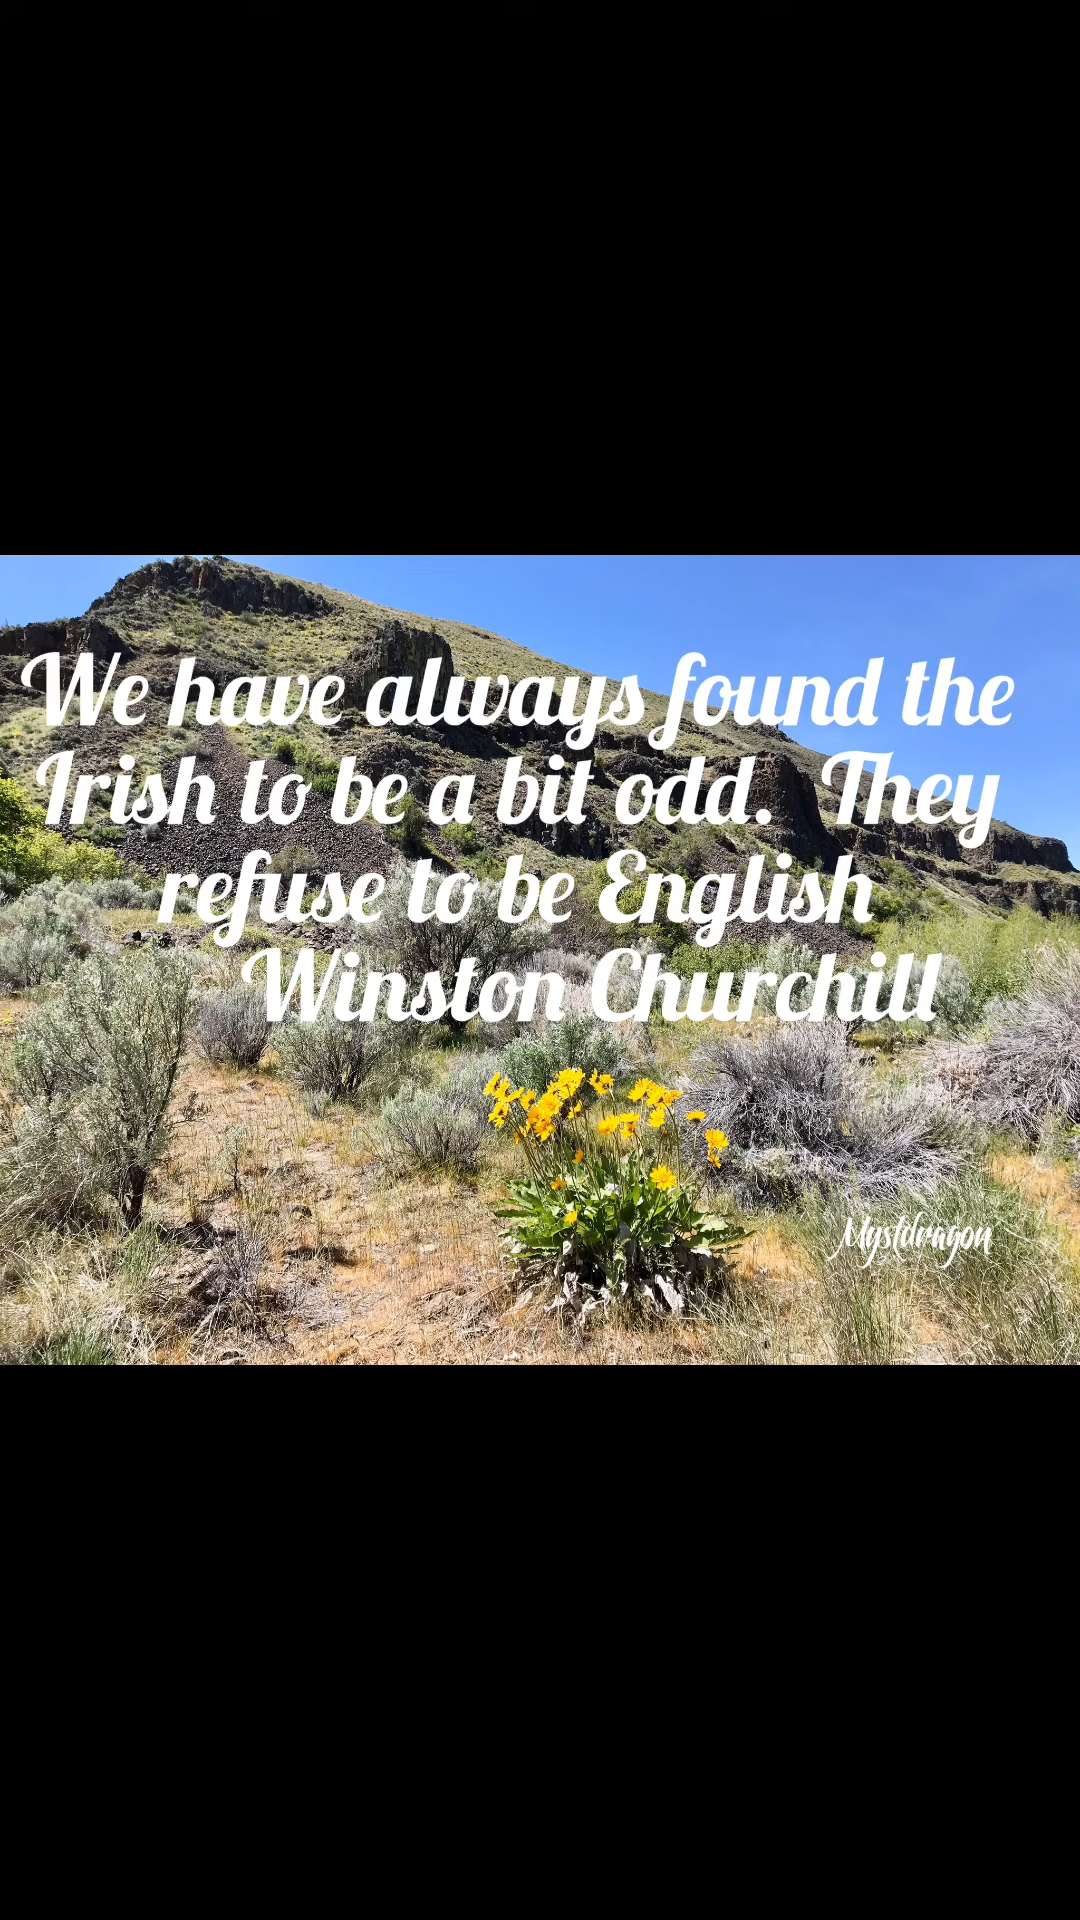 We have always found the
Irish to be a bit odd. They
refuse to be English
Winston Churchill
Mystdragon